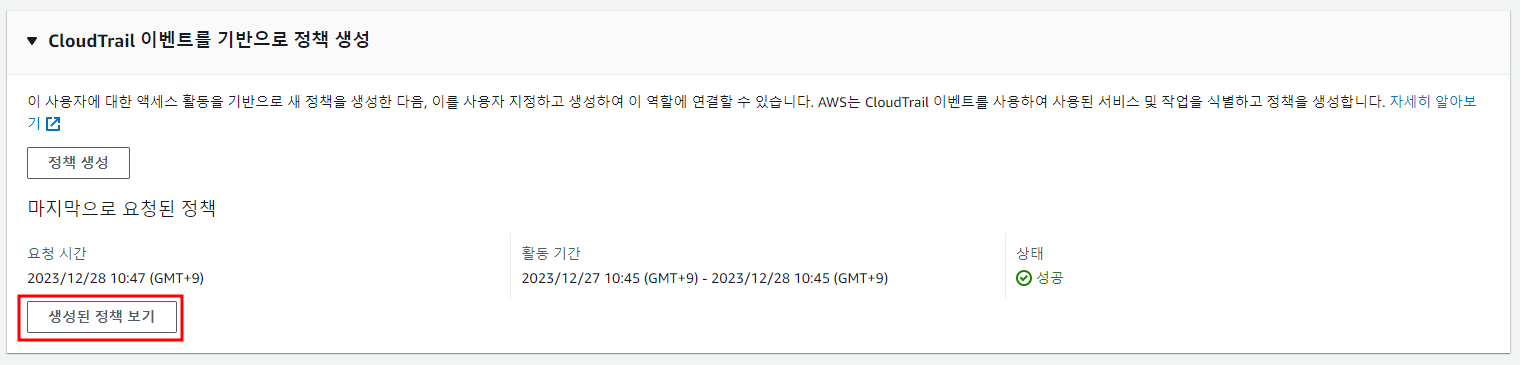 CloudTrail 이벤트를 기반으로 정책 생성
이 사용자에 대한 액세스 활동을 기반으로 새 정책을 생성한 다음, 이를 사용자 지정하고 생성하여 이 역할에 연결할 수 있습니다. AWS는 CloudTrail 이벤트를 사용하여 사용된 서비스 및 작업을 식별하고 정책을 생성합니다. 자세히 알아보
기
정책 생성
마지막으로 요청된 정책
요청 시간
2023/12/28 10:47 (GMT+9)
활동 기간
2023/12/27 10:45 (GMT+9) - 2023/12/28 10:45 (GMT+9)
상태
성공
생성된 정책 보기